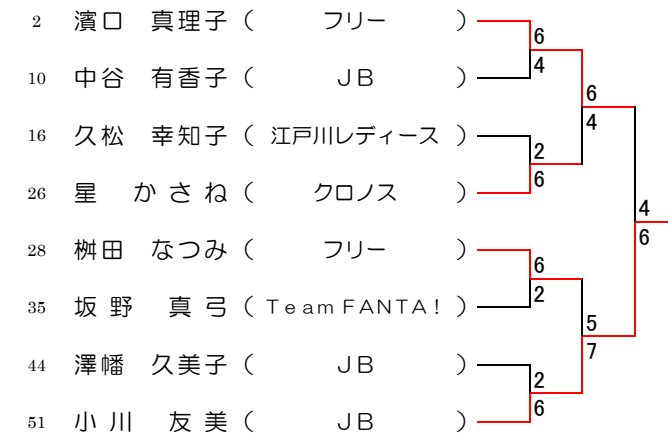 2 濱口 真理子 ( フリー )
6
4
10 中谷 有香子 ( ＪＢ )
6
4
16 久松 幸知子 ( 江戸川レディース )
2
6
26 星 かさね ( クロノス )
4
6
28 桝田 なつみ ( フリー )
6
2
35 坂野 真弓 ( Ｔｅａｍ FANTA！ )
5
7
44 澤幡 久美子 ( ＪＢ )
2
6
51 小川 友美 ( ＪＢ )